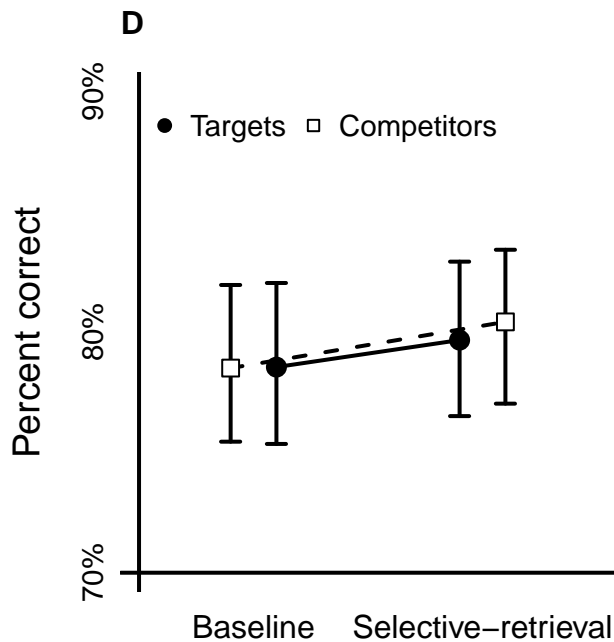 D
90%
Targets Competitors
80%
Percent correct
70%
Baseline Selective−retrieval